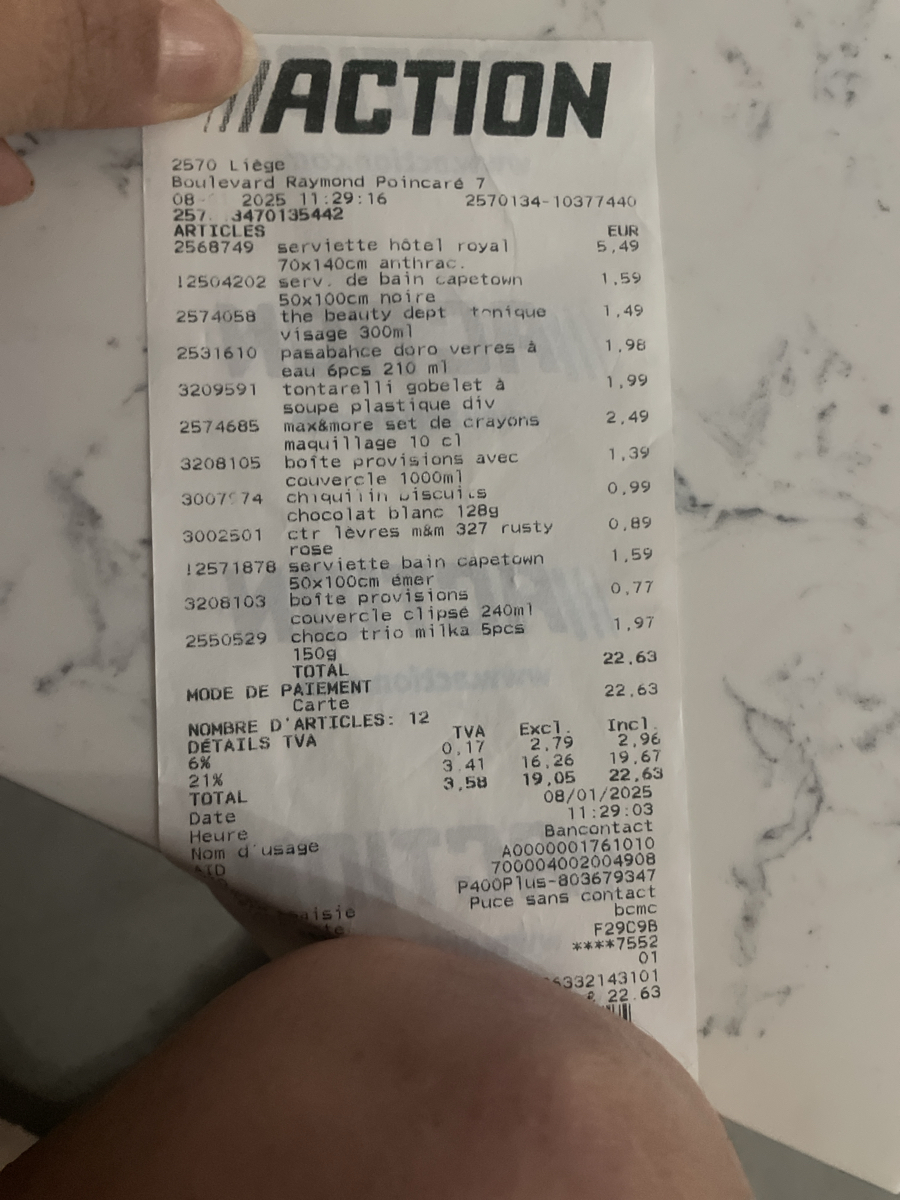 ACTION
2570 Liège
Boulevard Raymond Poincaré 7
08 2025 11:29:16 2570134-10377440
257. 3470135442
ARTICLES EUR
2568749 serviette hôtel royal 5,49
70x140cm anthrac.
12504202 serv. de bain capetown 1,59
50x100cm noire
2574058 the beauty dept tonique 1,49
visage 300ml
2531610 pasabahce doro verres à 1,98
eau 6pcs 210 ml
3209591 tontarelli gobelet à 1,99
soupe plastique div
2574685 max&more set de crayons 2,49
maquillage 10 cl
3208105 boîte provisions avec 1,39
couvercle 1000ml
chiquilin biscuits 0,99
chocolat blanc 128g
3002501 ctr lèvres m&m 327 rusty 0,89
rose
12571878 serviette bain capetown 1,59
50x100cm émer
3208103 boîte provisions 0,77
couvercle clipsé 240ml
2550529 choco trio milka 5pcs 1,97
150g
TOTAL 22,63
MODE DE PAIEMENT
Carte 22,63
NOMBRE D'ARTICLES: 12
DÉTAILS TVA TVA Excl. Incl.
6% 0,17 2,79 2,96
21% 3,41 16,26 19,67
TOTAL 3,58 19,05 22,63
Date 08/01/2025
Heure 11:29:03
Nom d'usage Bancontact
AID A0000001761010
700004002004908
P400Plus-803679347
Puce sans contact
bcmc
F29C9B
****7552
01
6332143101
22,63